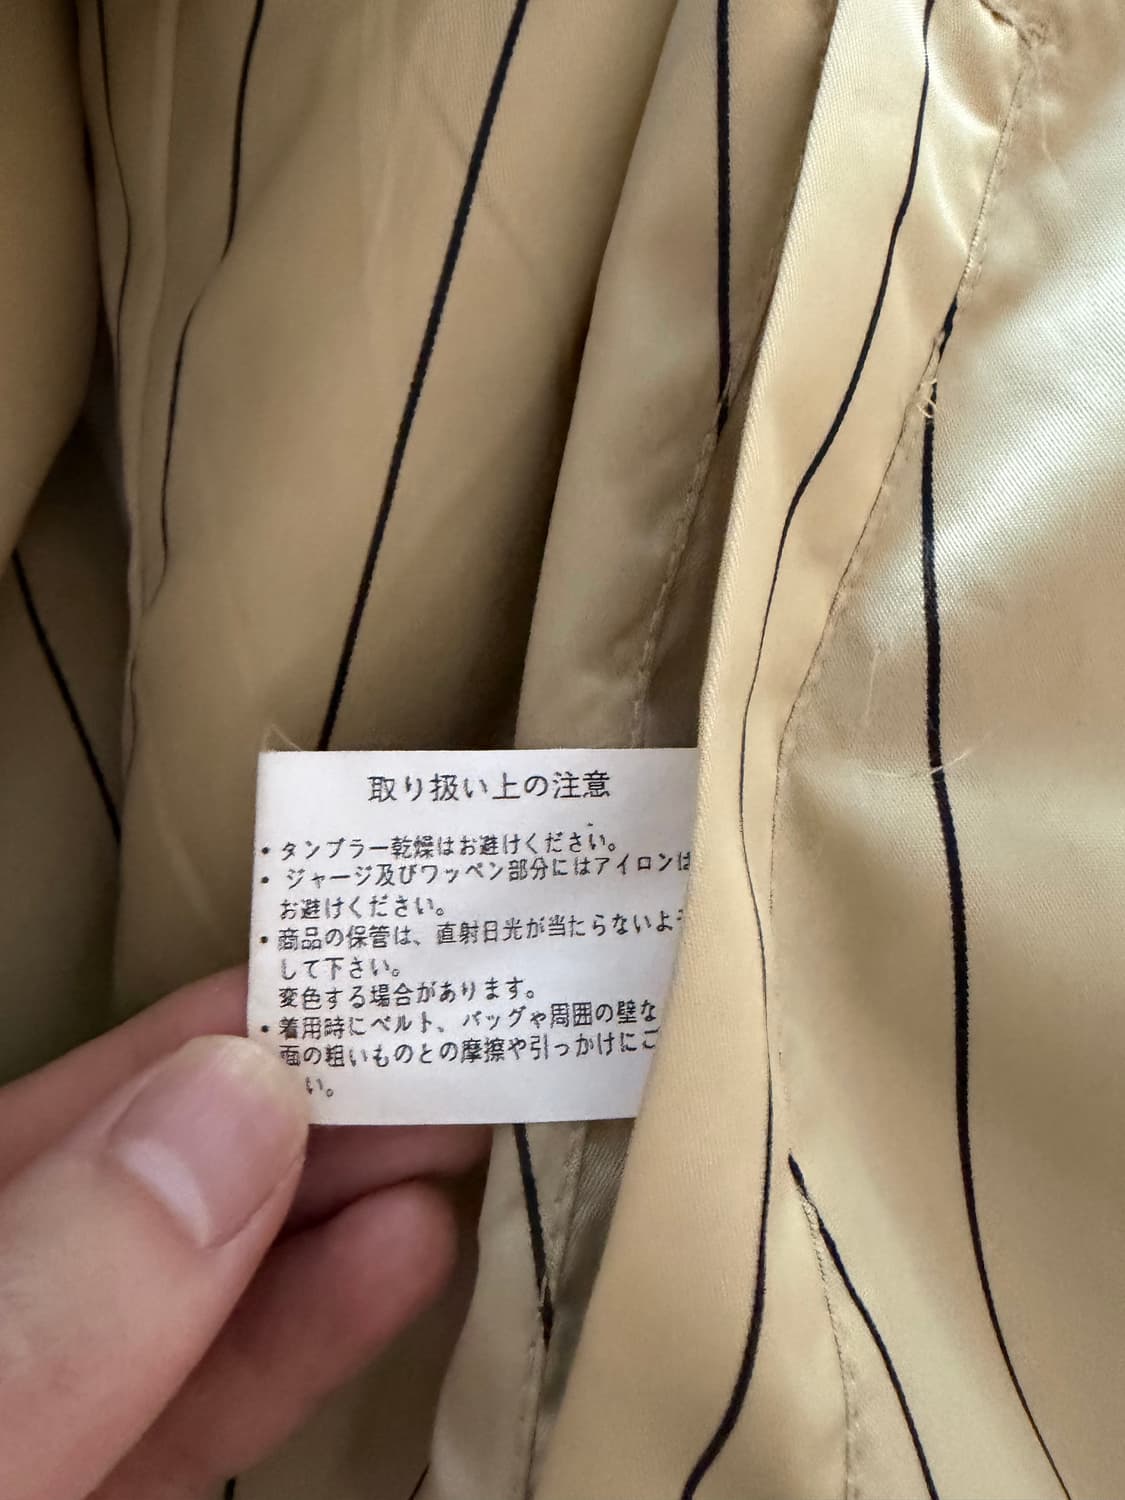 取り扱い上の注意
・タンブラー乾燥はお避けください。
・ジャージ及びワッペン部分にはアイロンは
お避けください。
・商品の保管は、直射日光が当たらないよう
して下さい。
変色する場合があります。
・着用時にベルト、バッグや周囲の壁な
面の粗いものとの摩擦や引っかけにご
い。